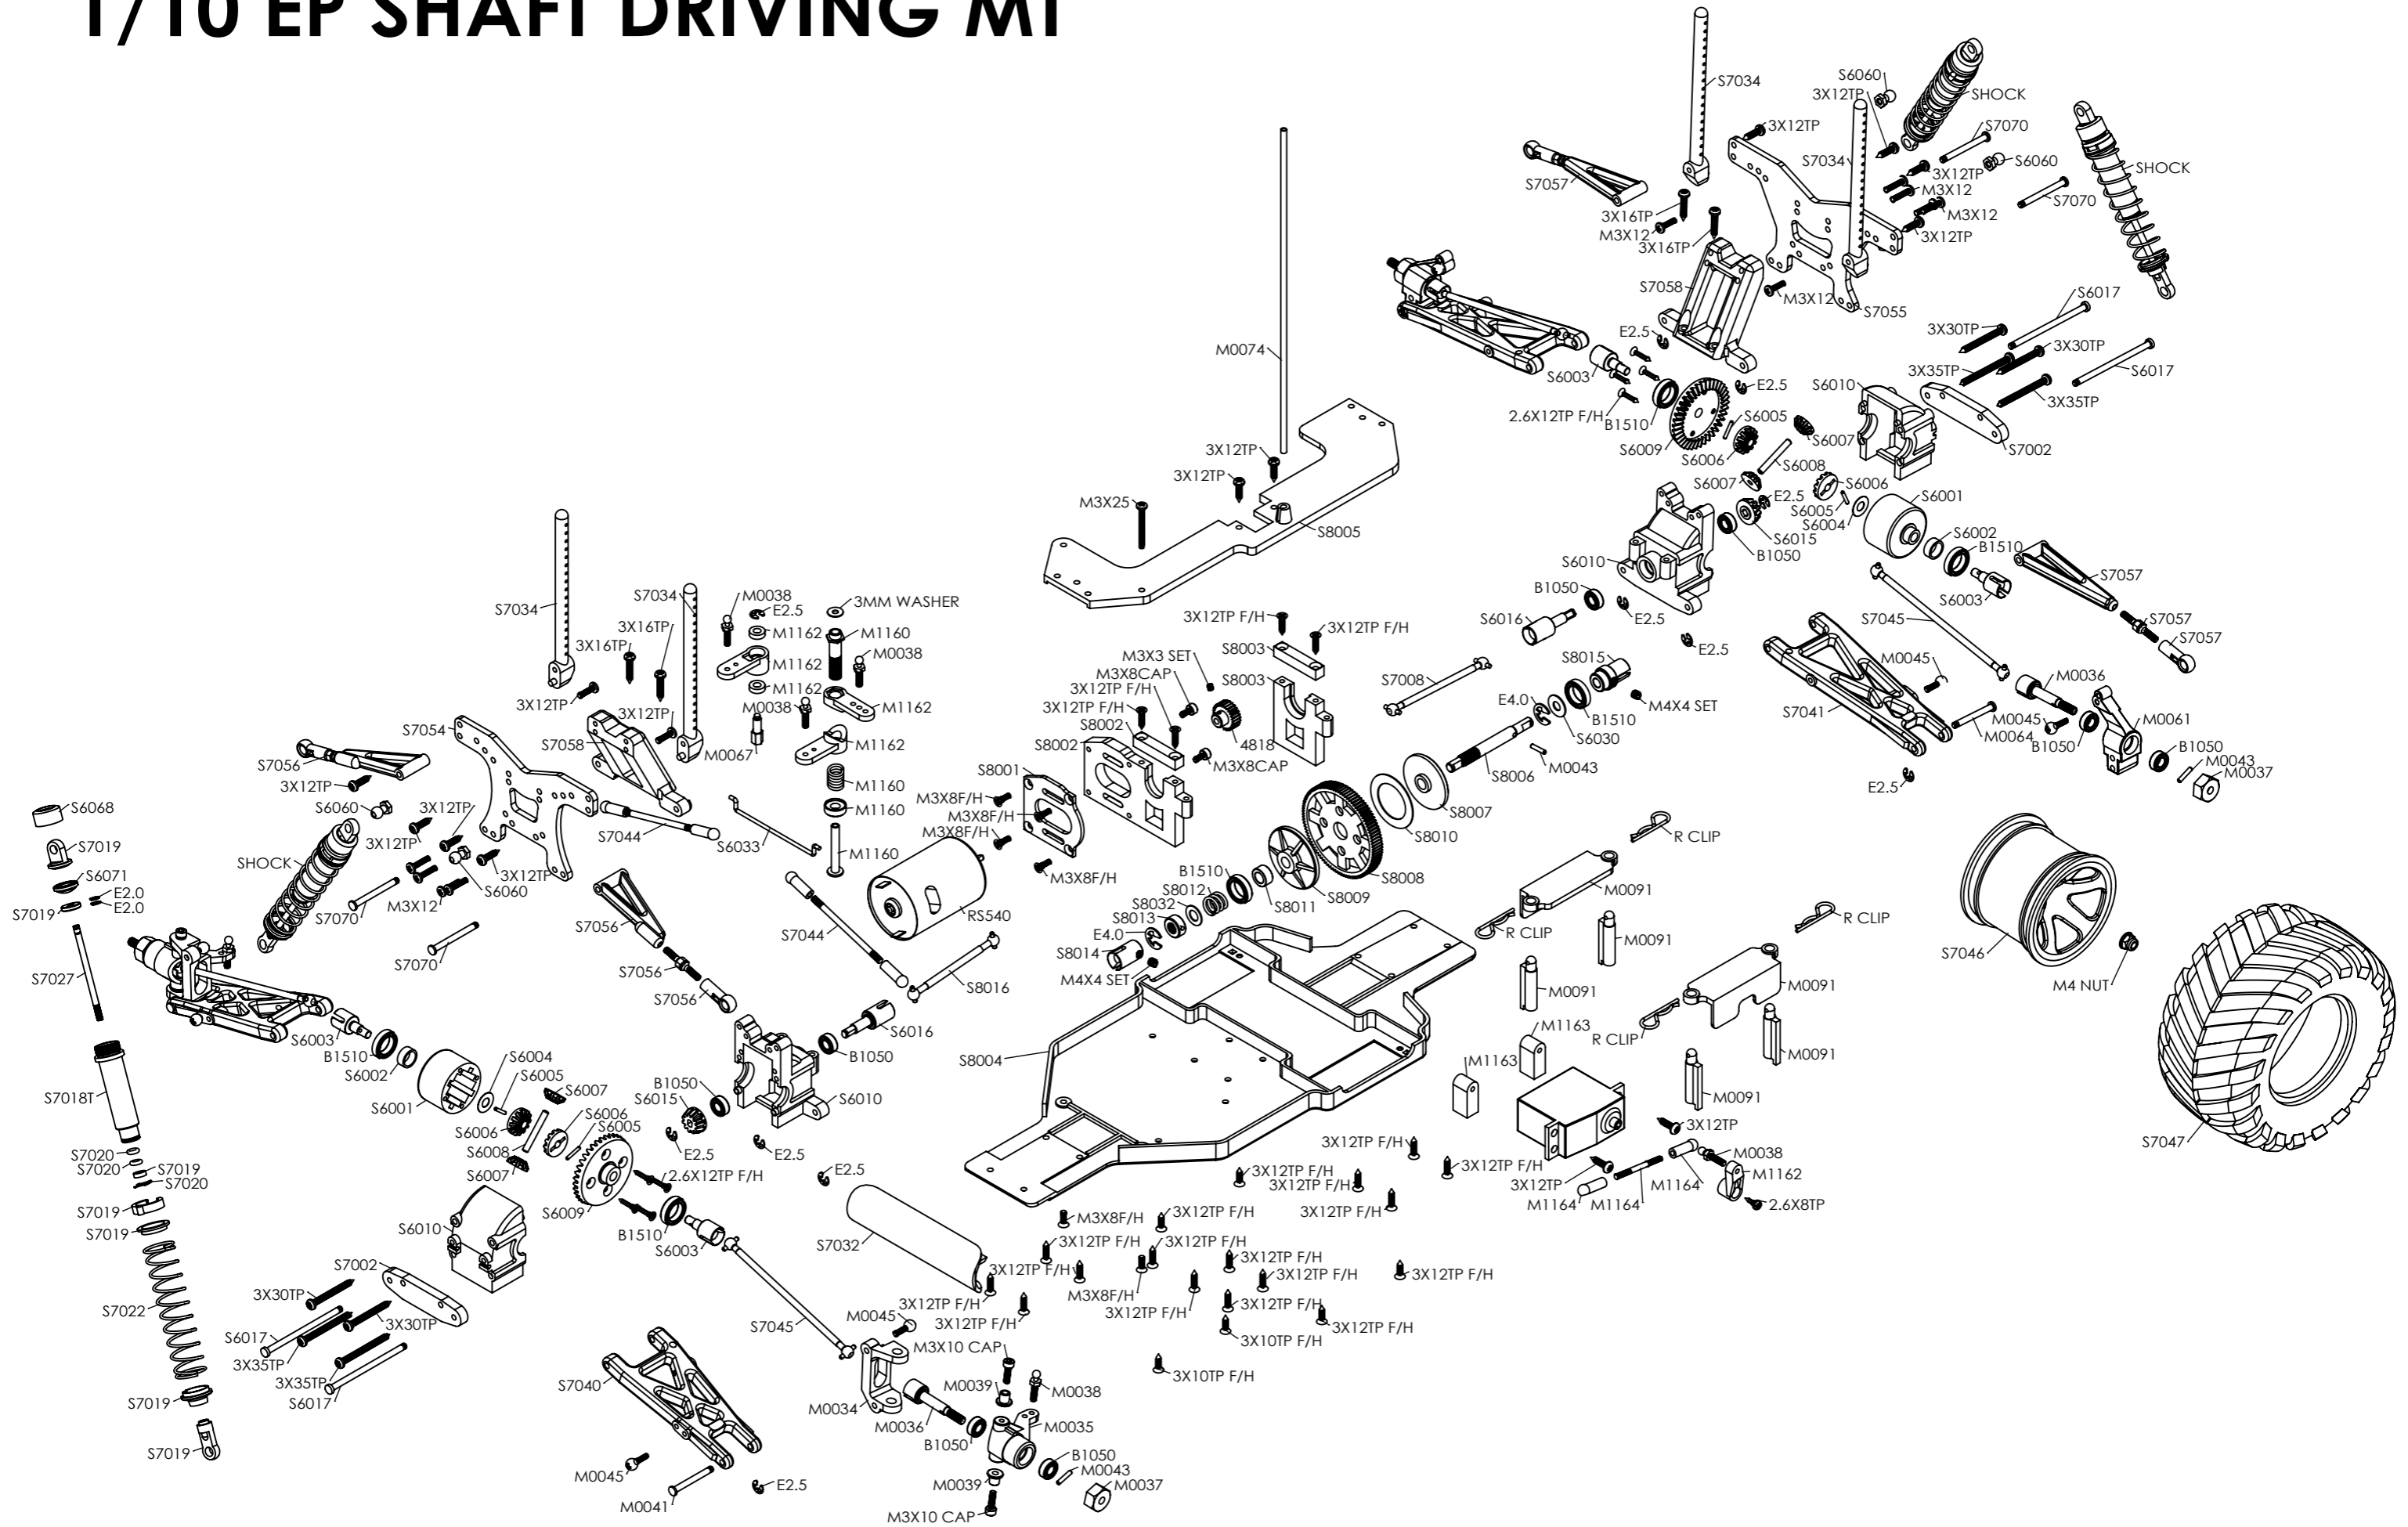 1/10 EP SHAFT DRIVING MT
S7034
S6060
3X12TP
SHOCK
3X12TP
S7070
S7034
S6060
SHOCK
3X12TP
M3X12
S7057
S7070
3X16TP
M3X12
M3X12
3X16TP
3X12TP
S7058
M3X12
S7055
S6017
E2.5
3X30TP
M0074
3X30TP
S6003
3X35TP
S6017
E2.5
S6010
3X35TP
2.6X12TP F/H
B1510
S6005
S6009
S6007
S7002
S6006
S6008
3X12TP
3X12TP
S6007
S6006
M3X25
E2.5
S6001
S6005
S6004
S8005
S6015
S6002
B1050
B1510
S6010
S7057
B1050
S6003
S7034
S7034
M0038
E2.5
3MM WASHER
3X12TP F/H
E2.5
S7045
S7057
3X16TP
M1162
M1160
3X12TP F/H
S6016
S7057
3X16TP
M1162
M0038
S8003
E2.5
M3X3 SET
S8015
M0045
M3X8CAP
S8003
S7008
M0036
M1162
3X12TP F/H
3X12TP
M0038
M1162
3X12TP F/H
E4.0
M4X4 SET
S7041
M0045
M0061
3X12TP
S8002
B1510
M0064
S7054
S7058
M1162
S8002
4818
S6030
B1050
B1050
M0067
M3X8CAP
M0043
S7056
S8001
S8006
M0043
M0037
3X12TP
M1160
E2.5
S6068
S6060
3X12TP
M3X8F/H
S8007
M1160
M3X8F/H
S8010
S7044
S6033
M3X8F/H
R CLIP
S7019
3X12TP
M1160
SHOCK
M3X8F/H
S8008
S6071
3X12TP
B1510
M0091
E2.0
S6060
S8012
S8009
E2.0
S7070
M3X12
S8032
S8011
S7019
RS540
S8013
R CLIP
S7056
S7044
E4.0
R CLIP
M0091
S8014
S7046
S7070
S7056
M4X4 SET
S7027
S8016
M0091
M0091
M4 NUT
S7056
S6016
M1163
R CLIP
S6003
B1510
S6004
B1050
S8004
M1163
M0091
S6002
S6005
B1050
S7018T
S6007
S6015
S6010
M0091
S6001
S6006
S6005
3X12TP
S6006
3X12TP F/H
S7047
S6008
E2.5
E2.5
M0038
S7020
S7020
S7019
S6007
E2.5
3X12TP F/H
3X12TP F/H
M1162
S7020
2.6X12TP F/H
3X12TP F/H
3X12TP
M1164
M1164
M1164
2.6X8TP
S7019
S6009
3X12TP F/H
S7019
S6010
B1510
M3X8F/H
3X12TP F/H
S6003
S7032
3X12TP F/H
3X12TP F/H
3X12TP F/H
S7002
3X12TP F/H
3X12TP F/H
3X12TP F/H
3X30TP
M3X8F/H
S7022
3X12TP F/H
3X12TP F/H
3X12TP F/H
3X30TP
S7045
M0045
3X12TP F/H
3X12TP F/H
S6017
M3X10 CAP
3X10TP F/H
3X35TP
3X10TP F/H
3X35TP
S7040
M0039
M0038
S7019
S6017
M0034
M0036
M0035
B1050
S7019
B1050
M0045
M0043
M0039
M0037
M0041
E2.5
M3X10 CAP